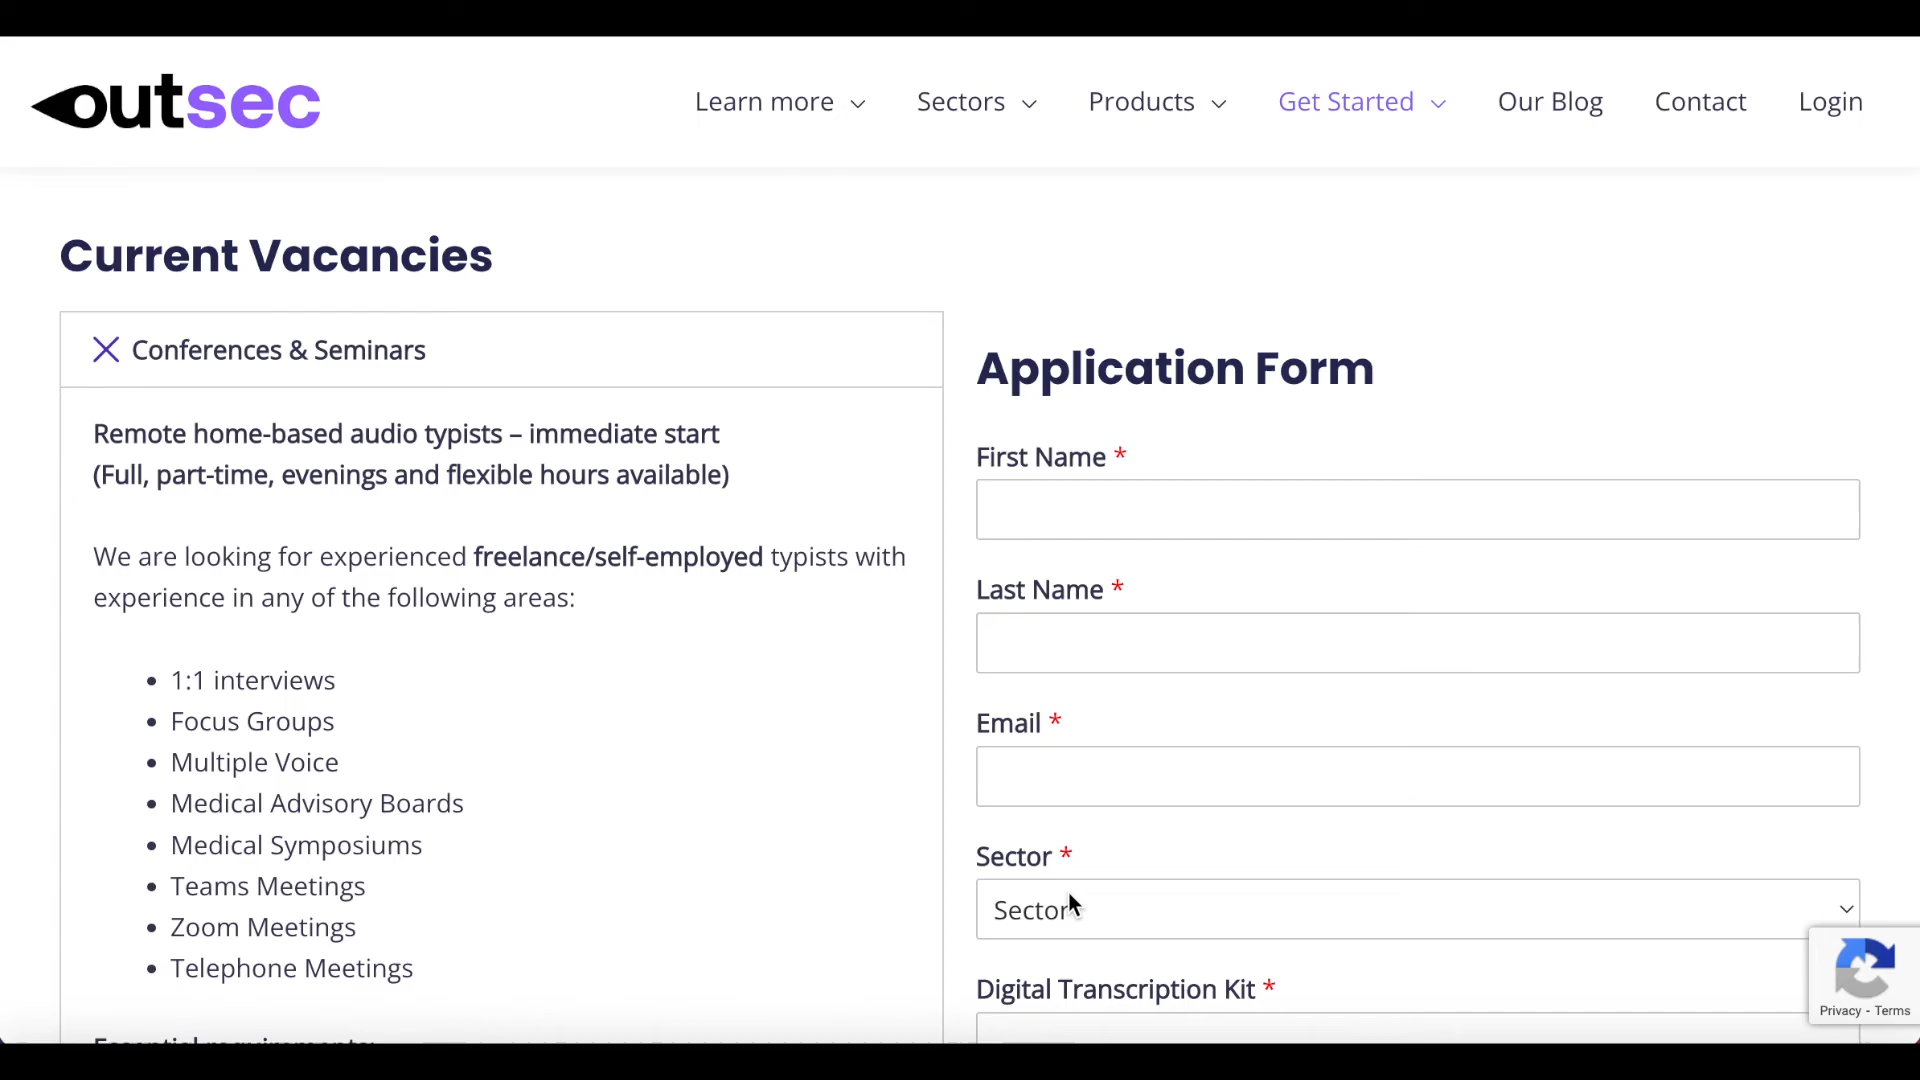 outsec
Learn more
Sectors
Products
Get Started
Our Blog
Contact
Login
Current Vacancies
Conferences & Seminars
Remote home-based audio typists – immediate start
(Full, part-time, evenings and flexible hours available)
We are looking for experienced freelance/self-employed typists with
experience in any of the following areas:
• 1:1 interviews
• Focus Groups
• Multiple Voice
• Medical Advisory Boards
• Medical Symposiums
• Teams Meetings
• Zoom Meetings
• Telephone Meetings
Essential requirements:
Application Form
First Name *
Last Name *
Email *
Sector *
Sector
Digital Transcription Kit *
Privacy - Terms